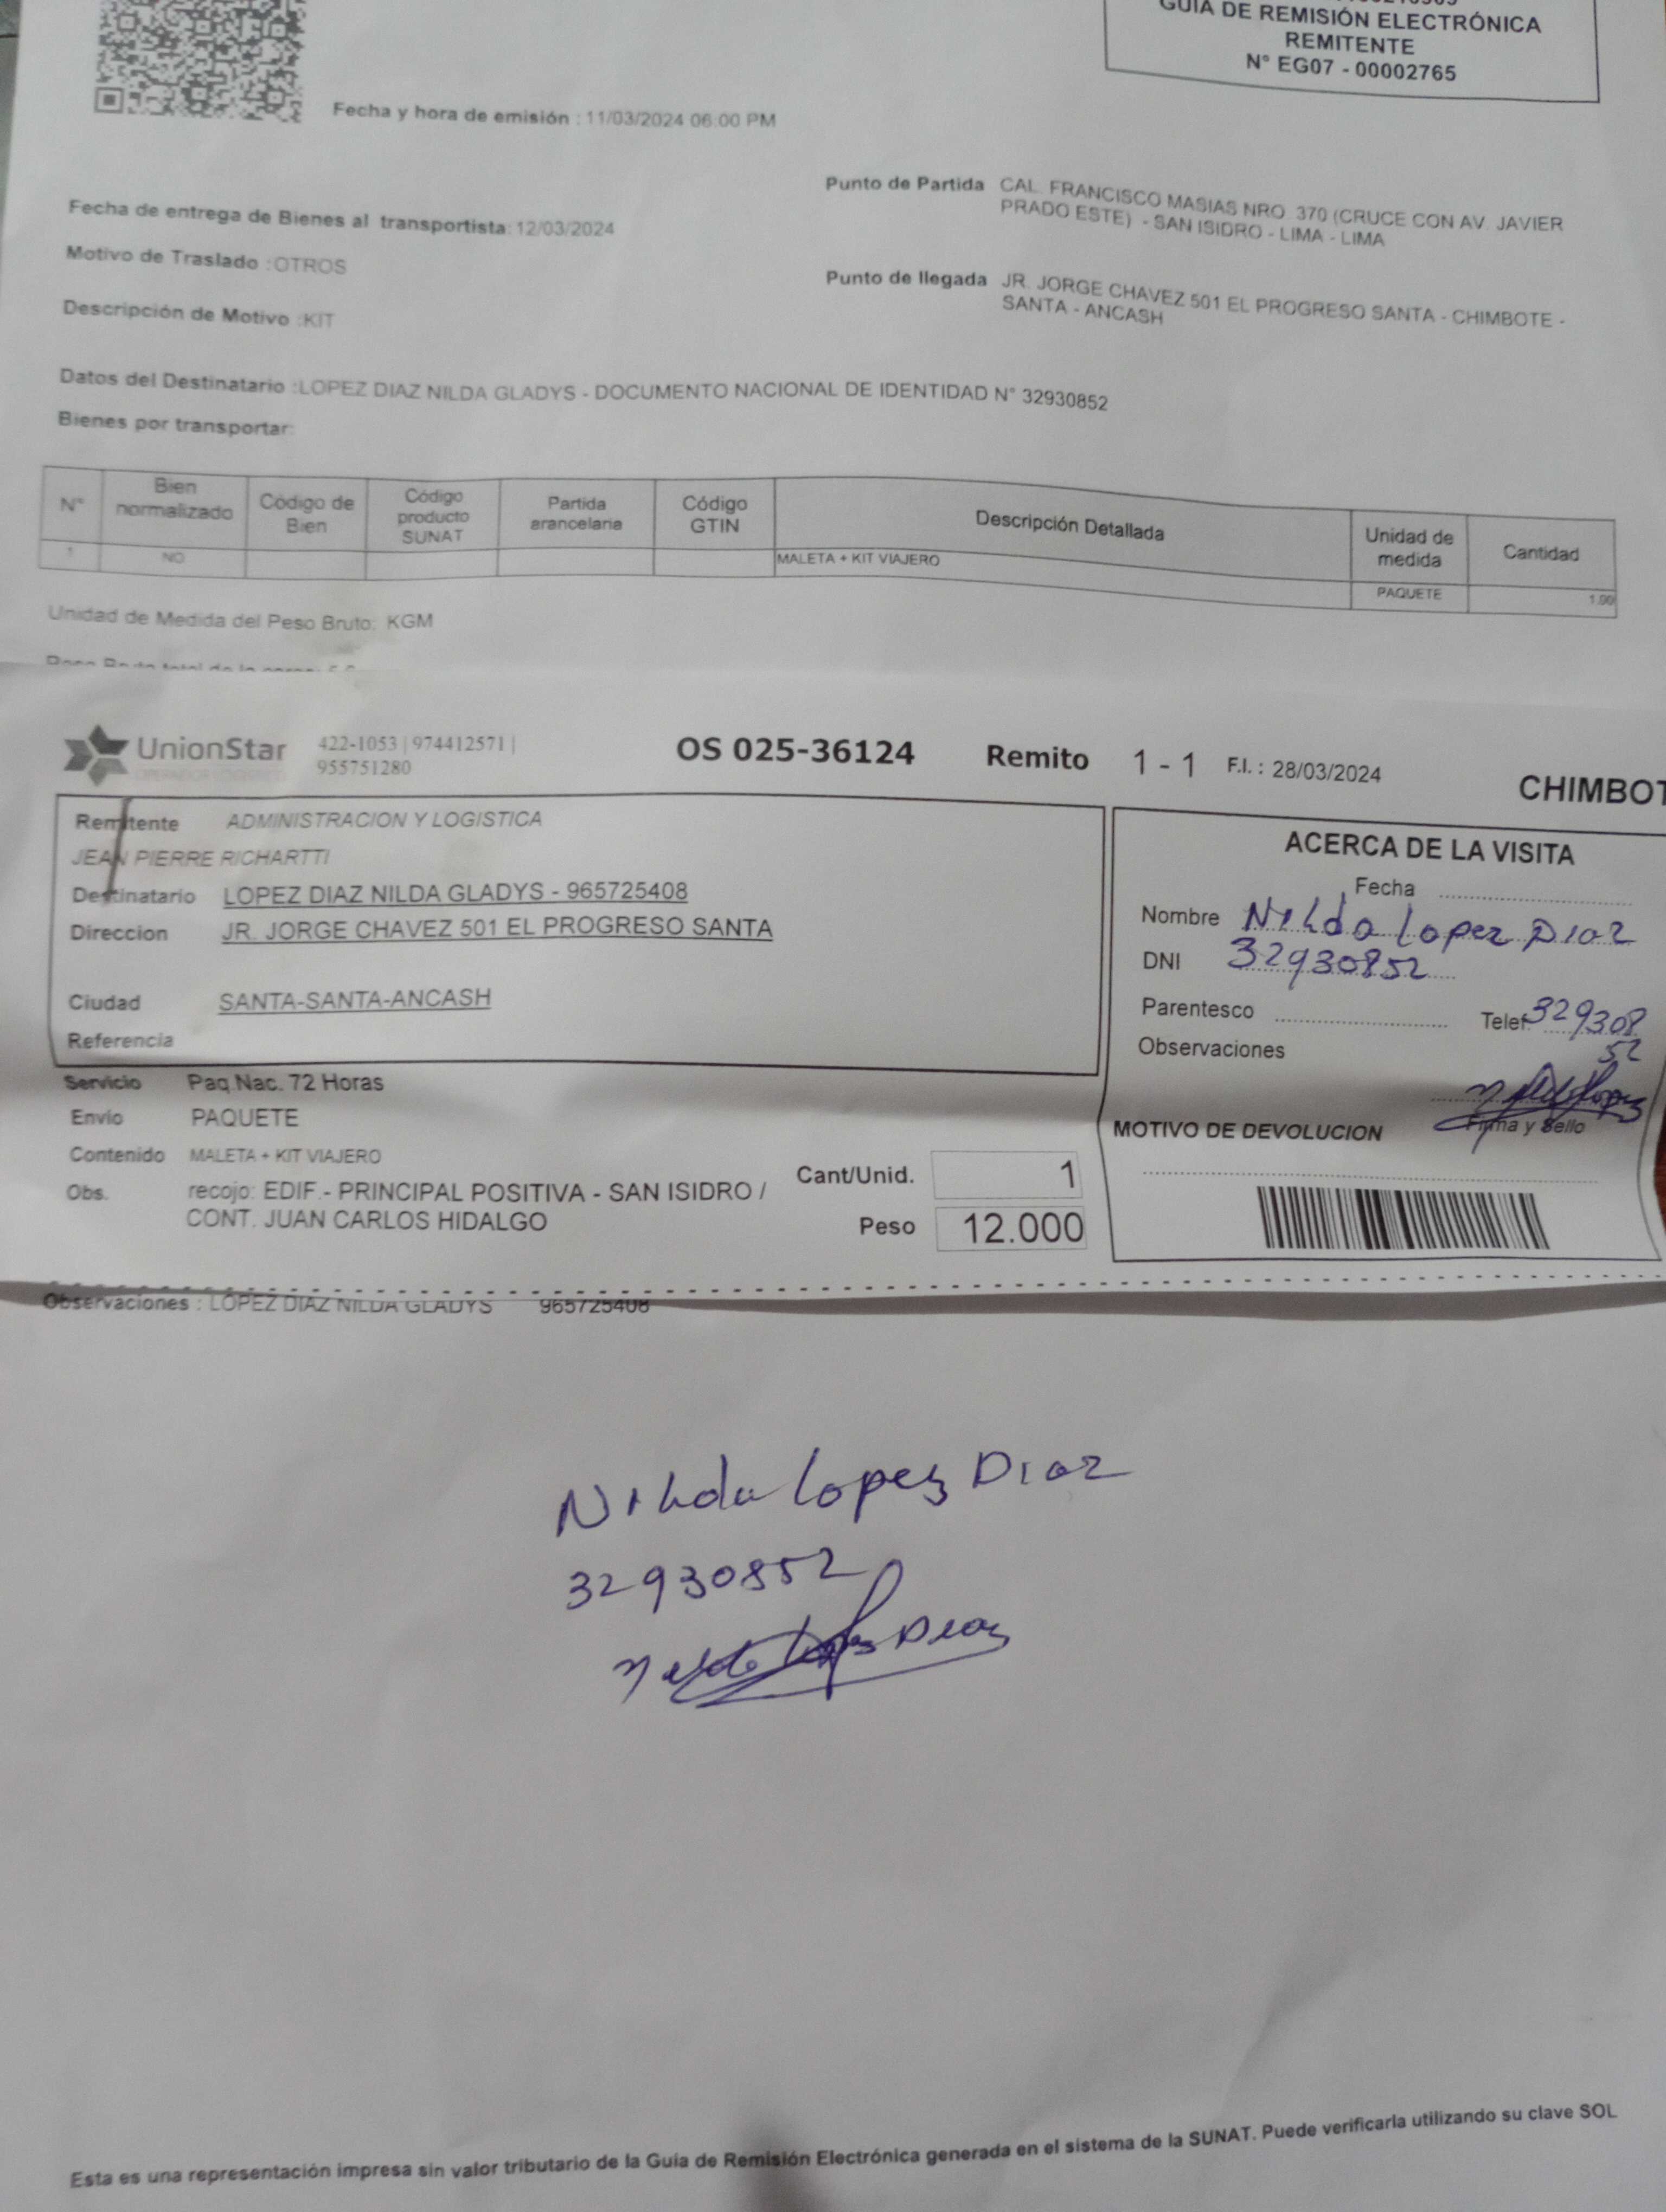 GUIA DE REMISIÓN ELECTRÓNICA
REMITENTE
N° EG07 - 00002765
Fecha y hora de emisión : 11/03/2024 06:00 PM
Fecha de entrega de Bienes al transportista: 12/03/2024
Motivo de Traslado :OTROS
Descripción de Motivo :KIT
Punto de Partida CAL. FRANCISCO MASIAS NRO. 370 (CRUCE CON AV. JAVIER
PRADO ESTE) - SAN ISIDRO - LIMA - LIMA
Punto de llegada JR. JORGE CHAVEZ 501 EL PROGRESO SANTA - CHIMBOTE -
SANTA - ANCASH
Datos del Destinatario :LOPEZ DIAZ NILDA GLADYS - DOCUMENTO NACIONAL DE IDENTIDAD N° 32930852
Bienes por transportar:
N° Bien normalizado Código de Bien Código producto SUNAT Partida arancelaria Código GTIN Descripción Detallada Unidad de medida Cantidad
1 NO MALETA + KIT VIAJERO PAQUETE 1.00
Unidad de Medida del Peso Bruto: KGM
UnionStar 422-1053 | 974412571 |
955751280
OS 025-36124 Remito 1 - 1 F.I. : 28/03/2024 CHIMBOT
Remitente ADMINISTRACION Y LOGISTICA
JEAN PIERRE RICHARTTI
Destinatario LOPEZ DIAZ NILDA GLADYS - 965725408
Direccion JR. JORGE CHAVEZ 501 EL PROGRESO SANTA
Ciudad SANTA-SANTA-ANCASH
Referencia
Servicio Paq.Nac. 72 Horas
Envío PAQUETE
Contenido MALETA + KIT VIAJERO
Obs. recojo: EDIF.- PRINCIPAL POSITIVA - SAN ISIDRO /
CONT. JUAN CARLOS HIDALGO
Cant/Unid. 1
Peso 12.000
ACERCA DE LA VISITA
Fecha
Nombre Nilda Lopez Diaz
DNI 32930852
Parentesco Telef. 329308
52
Observaciones
Firma y Sello
MOTIVO DE DEVOLUCION
Observaciones : LOPEZ DIAZ NILDA GLADYS 965725408
Nilda Lopez Diaz
32930852
Esta es una representación impresa sin valor tributario de la Guía de Remisión Electrónica generada en el sistema de la SUNAT. Puede verificarla utilizando su clave SOL